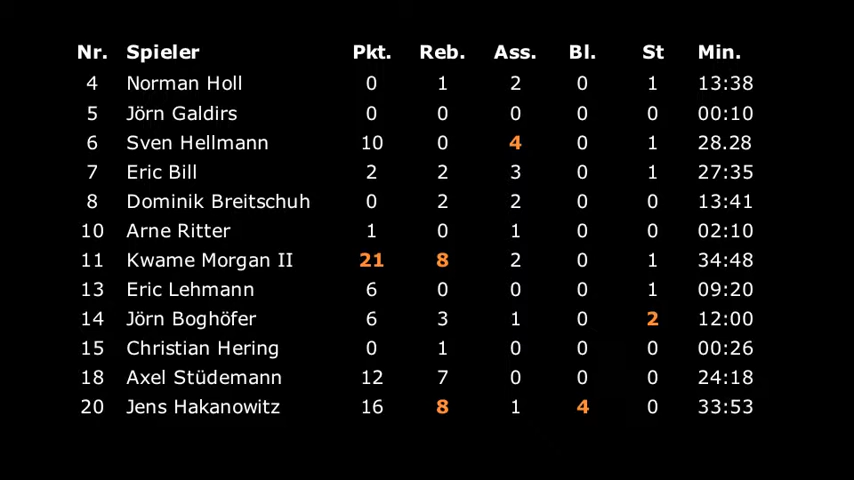 Nr. Spieler Pkt. Reb. Ass. Bl. St Min.
4 Norman Holl 0 1 2 0 1 13:38
5 Jörn Galdirs 0 0 0 0 0 00:10
6 Sven Hellmann 10 0 4 0 1 28.28
7 Eric Bill 2 2 3 0 1 27:35
8 Dominik Breitschuh 0 2 2 0 0 13:41
10 Arne Ritter 1 0 1 0 0 02:10
11 Kwame Morgan II 21 8 2 0 1 34:48
13 Eric Lehmann 6 0 0 0 1 09:20
14 Jörn Boghöfer 6 3 1 0 2 12:00
15 Christian Hering 0 1 0 0 0 00:26
18 Axel Stüdemann 12 7 0 0 0 24:18
20 Jens Hakanowitz 16 8 1 4 0 33:53